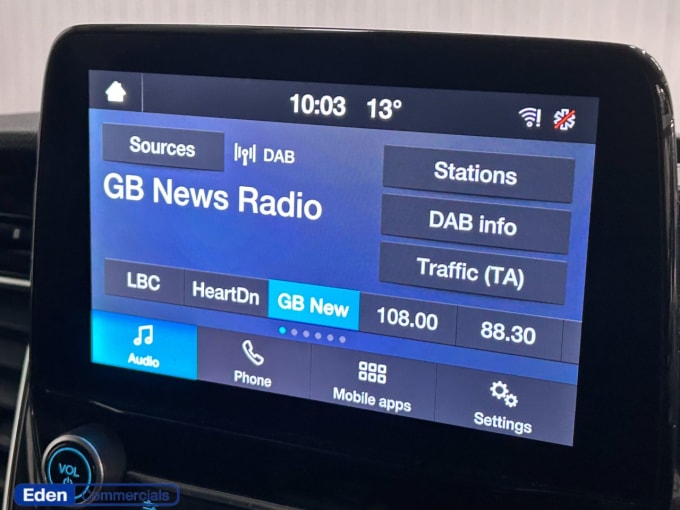 10:03 13°
Sources DAB
Stations
GB News Radio
DAB info
Traffic (TA)
LBC HeartDn GB New 108.00 88.30
Audio Phone Mobile apps Settings
VOL
Eden Commercials